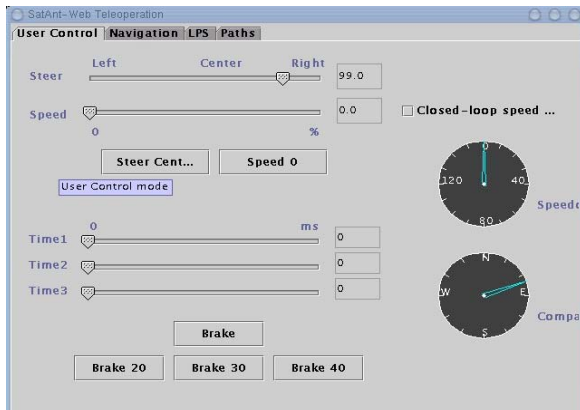 SatAnt-Web Teleoperation
User Control Navigation LPS Paths
Left Center Right
Steer 99.0
Speed 0.0 Closed-loop speed ...
0 %
Steer Cent... Speed 0
User Control mode
0 120 40 80
0 ms
Time1 0
Time2 0
Time3 0
N W E S
Brake
Brake 20 Brake 30 Brake 40